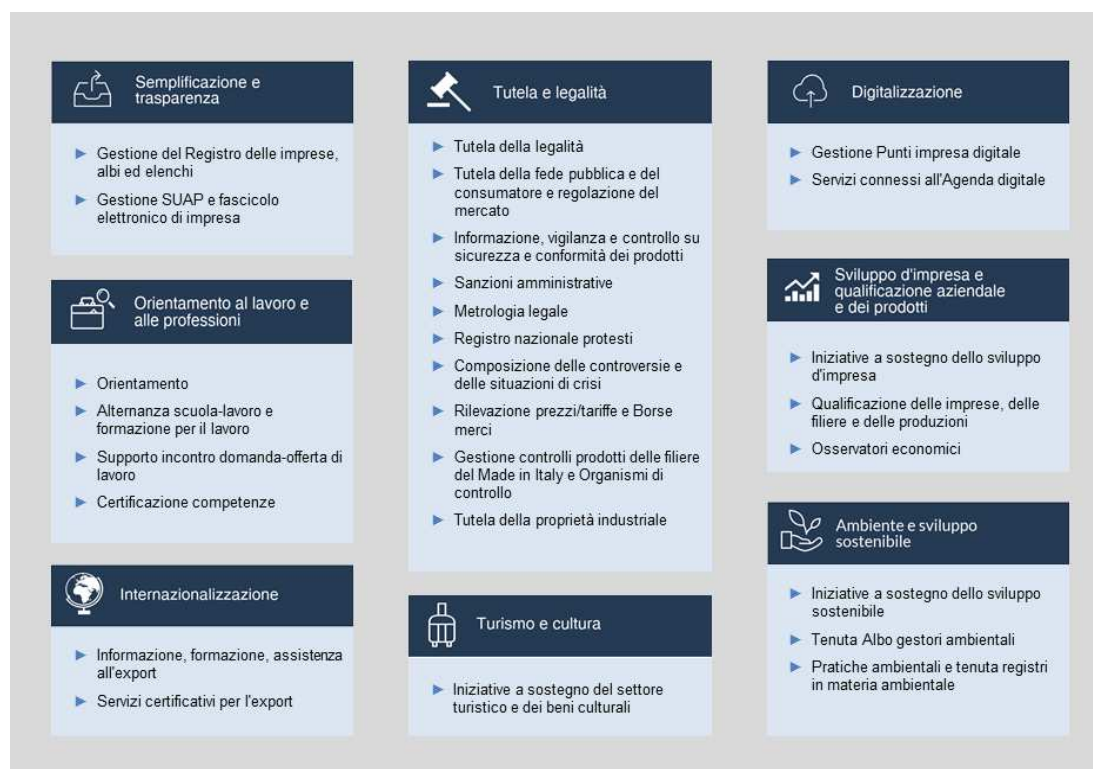 Semplificazione e
trasparenza
Gestione del Registro delle imprese,
albi ed elenchi
Gestione SUAP e fascicolo
elettronico di impresa
Orientamento al lavoro e
alle professioni
Orientamento
Alternanza scuola-lavoro e
formazione per il lavoro
Supporto incontro domanda-offerta di
lavoro
Certificazione competenze
Internazionalizzazione
Informazione, formazione, assistenza
all'export
Servizi certificativi per l'export
Tutela e legalità
Tutela della legalità
Tutela della fede pubblica e del
consumatore e regolazione del
mercato
Informazione, vigilanza e controllo su
sicurezza e conformità dei prodotti
Sanzioni amministrative
Metrologia legale
Registro nazionale protesti
Composizione delle controversie e
delle situazioni di crisi
Rilevazione prezzi/tariffe e Borse
merci
Gestione controlli prodotti delle filiere
del Made in Italy e Organismi di
controllo
Tutela della proprietà industriale
Turismo e cultura
Iniziative a sostegno del settore
turistico e dei beni culturali
Digitalizzazione
Gestione Punti impresa digitale
Servizi connessi all'Agenda digitale
Sviluppo d'impresa e
qualificazione aziendale
e dei prodotti
Iniziative a sostegno dello sviluppo
d'impresa
Qualificazione delle imprese, delle
filiere e delle produzioni
Osservatori economici
Ambiente e sviluppo
sostenibile
Iniziative a sostegno dello sviluppo
sostenibile
Tenuta Albo gestori ambientali
Pratiche ambientali e tenuta registri
in materia ambientale